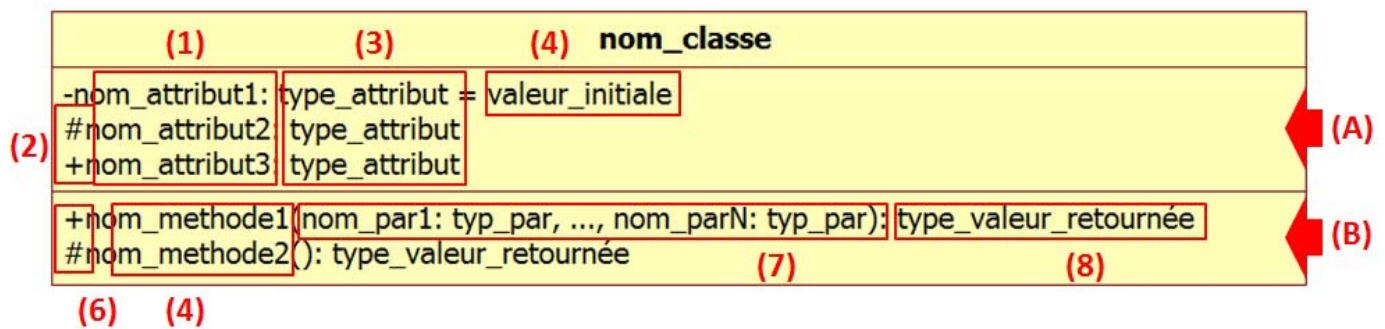 (1) (3) (4) nom_classe
-nom_attribut1: type_attribut = valeur_initiale
#nom_attribut2: type_attribut
(2)
(A)
+nom_attribut3: type_attribut
+nom_methode1(nom_par1: typ_par, ..., nom_parN: typ_par): type_valeur_retournée
(B)
#nom_methode2(): type_valeur_retournée
(7) (8)
(6) (4)